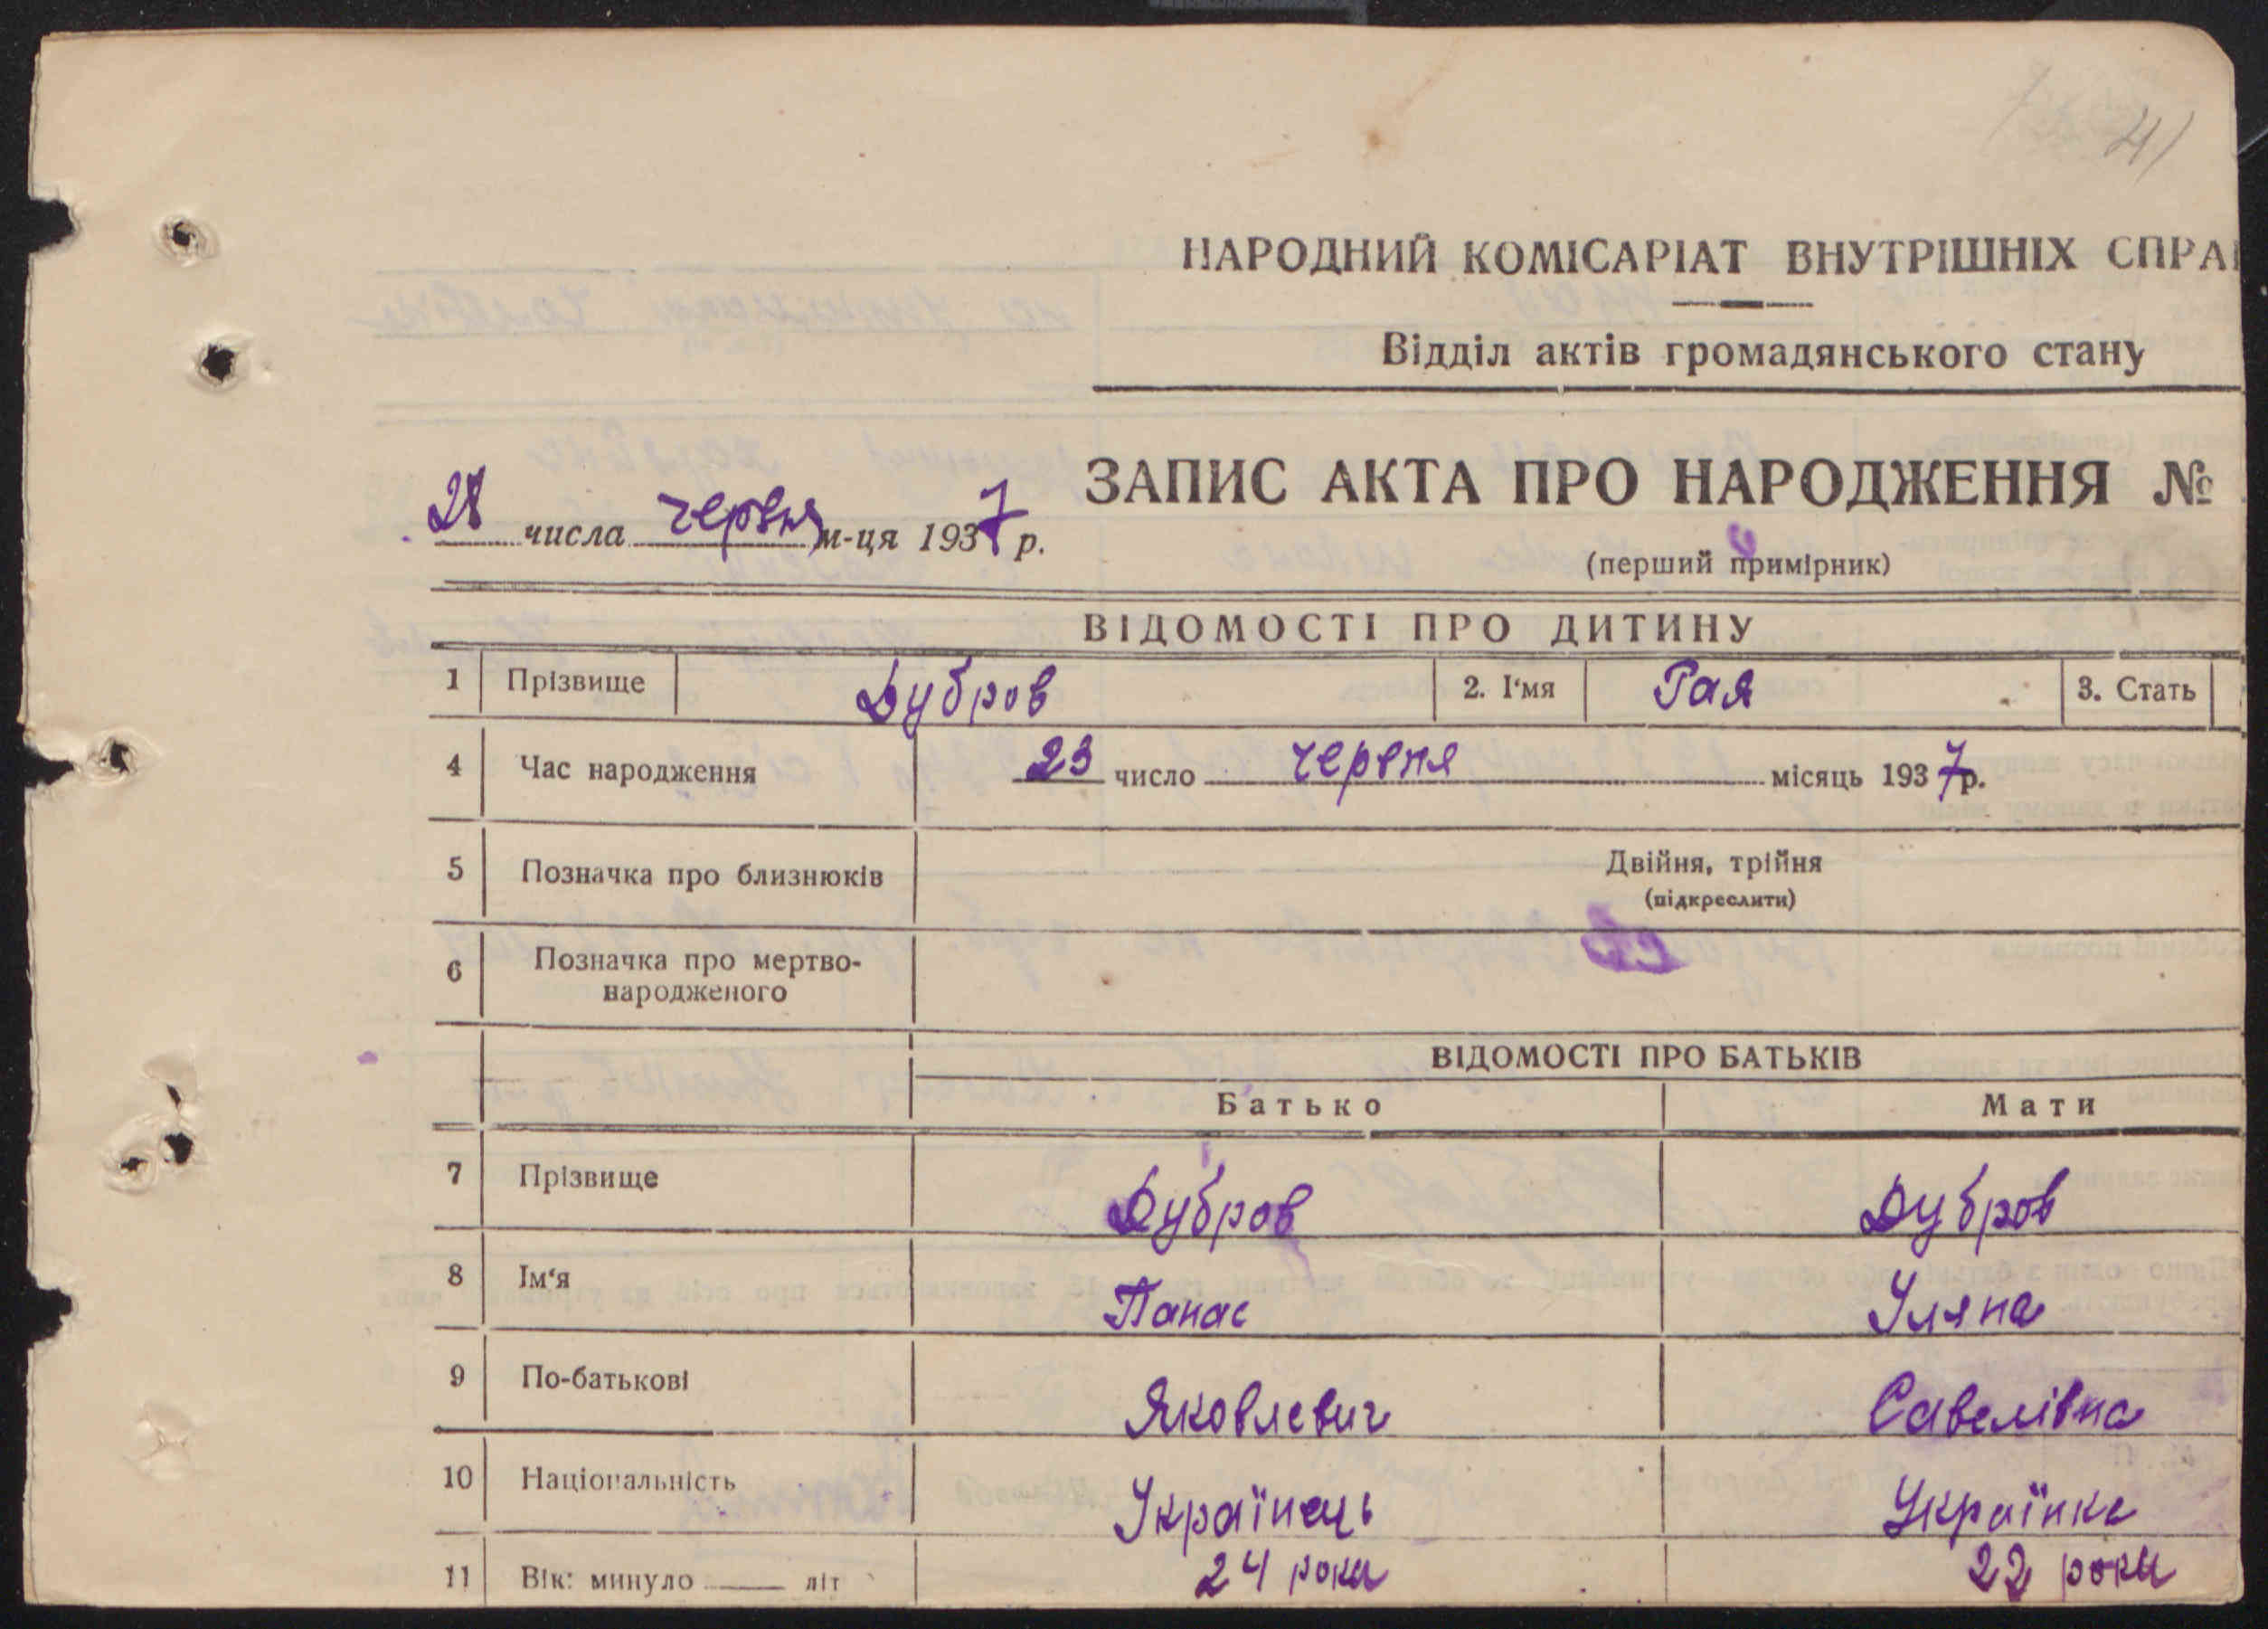 41
НАРОДНИЙ КОМІСАРІАТ ВНУТРІШНІХ СПРА
Відділ актів громадянського стану
ЗАПИС АКТА ПРО НАРОДЖЕННЯ №
28 числа червня м-ця 1937 р.
(перший примірник)
ВІДОМОСТІ ПРО ДИТИНУ
1 Прізвище Дубров 2. І'мя Рая 3. Стать
4 Час народження 23 число червня місяць 1937 р.
5 Позначка про близнюків Двійня, трійня
(підкреслити)
6 Позначка про мертво-
народженого
ВІДОМОСТІ ПРО БАТЬКІВ
Батько Мати
7 Прізвище Дубров Дубров
8 Ім'я Панас Уляна
9 По-батькові Яковлевич Савелівна
10 Національність Українець Українка
11 Вік: минуло ___ літ 24 роки 22 роки